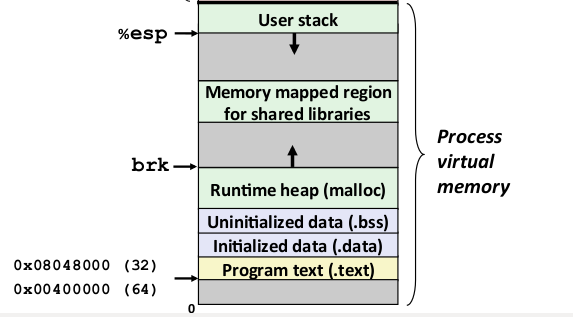 User stack
%esp
Memory mapped region
for shared libraries
Process
virtual
memory
brk
Runtime heap (malloc)
Uninitialized data (.bss)
Initialized data (.data)
0x08048000 (32)
Program text (.text)
0x00400000 (64)
0